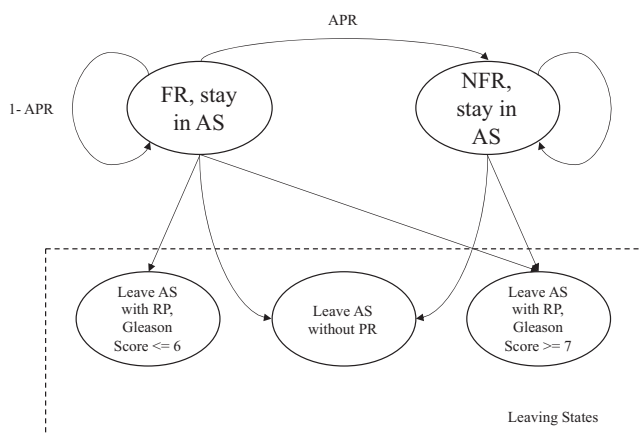 APR
1- APR
FR, stay
in AS
NFR,
stay in
AS
Leave AS
with RP,
Gleason
Score <= 6
Leave AS
without PR
Leave AS
with RP,
Gleason
Score >= 7
Leaving States